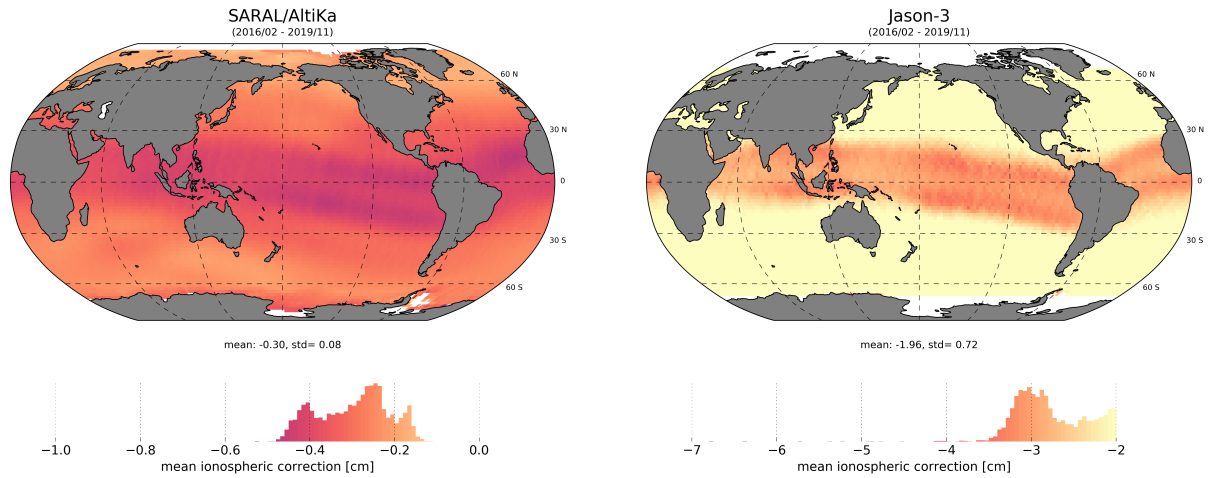 SARAL/AltiKa
(2016/02 - 2019/11)
60 N
30 N
0
30 S
60 S
mean: -0.30, std= 0.08
−1.0 −0.8 −0.6 −0.4 −0.2 0.0
mean ionospheric correction [cm]
Jason-3
(2016/02 - 2019/11)
60 N
30 N
0
30 S
60 S
mean: -1.96, std= 0.72
−7 −6 −5 −4 −3 −2
mean ionospheric correction [cm]